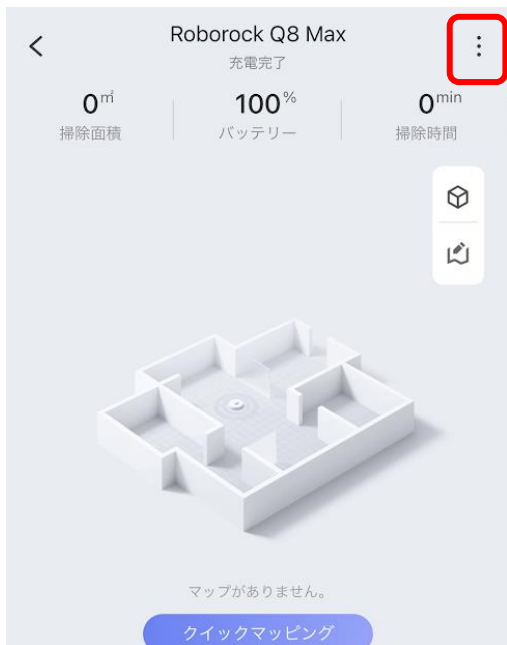 Roborock Q8 Max
充電完了
0㎡ 100% 0min
掃除面積 バッテリー 掃除時間
マップがありません。
クイックマッピング